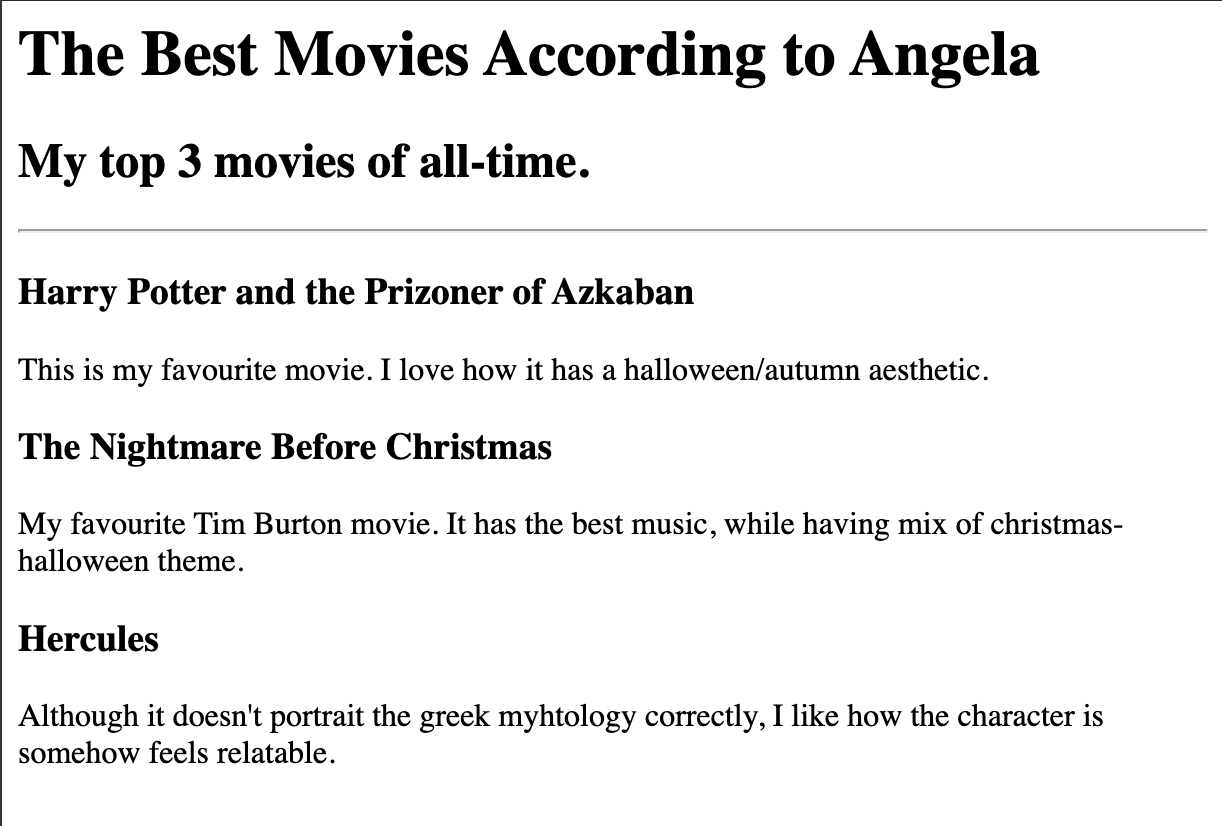 The Best Movies According to Angela
My top 3 movies of all-time.
Harry Potter and the Prizoner of Azkaban
This is my favourite movie. I love how it has a halloween/autumn aesthetic.
The Nightmare Before Christmas
My favourite Tim Burton movie. It has the best music, while having mix of christmas-
halloween theme.
Hercules
Although it doesn't portrait the greek myhtology correctly, I like how the character is
somehow feels relatable.